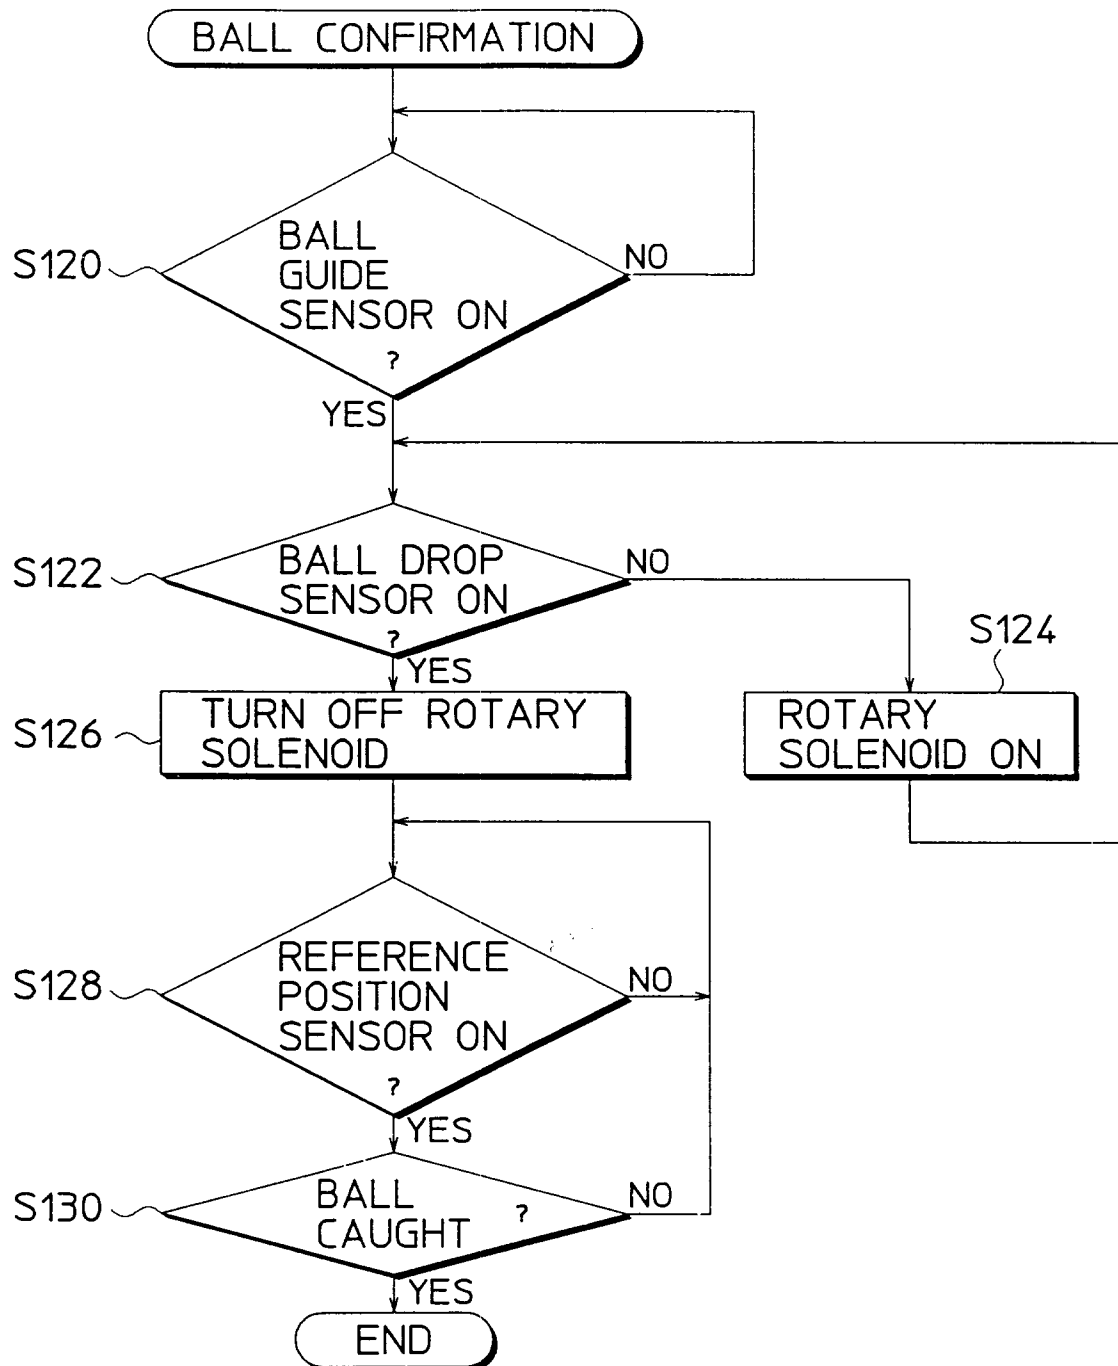 BALL CONFIRMATION
S120
BALL
GUIDE
SENSOR ON
?
NO
YES
S122
BALL DROP
SENSOR ON
?
NO
YES
S124
S126
TURN OFF ROTARY
SOLENOID
ROTARY
SOLENOID ON
S128
REFERENCE
POSITION
SENSOR ON
?
NO
YES
S130
BALL
CAUGHT ?
NO
YES
END